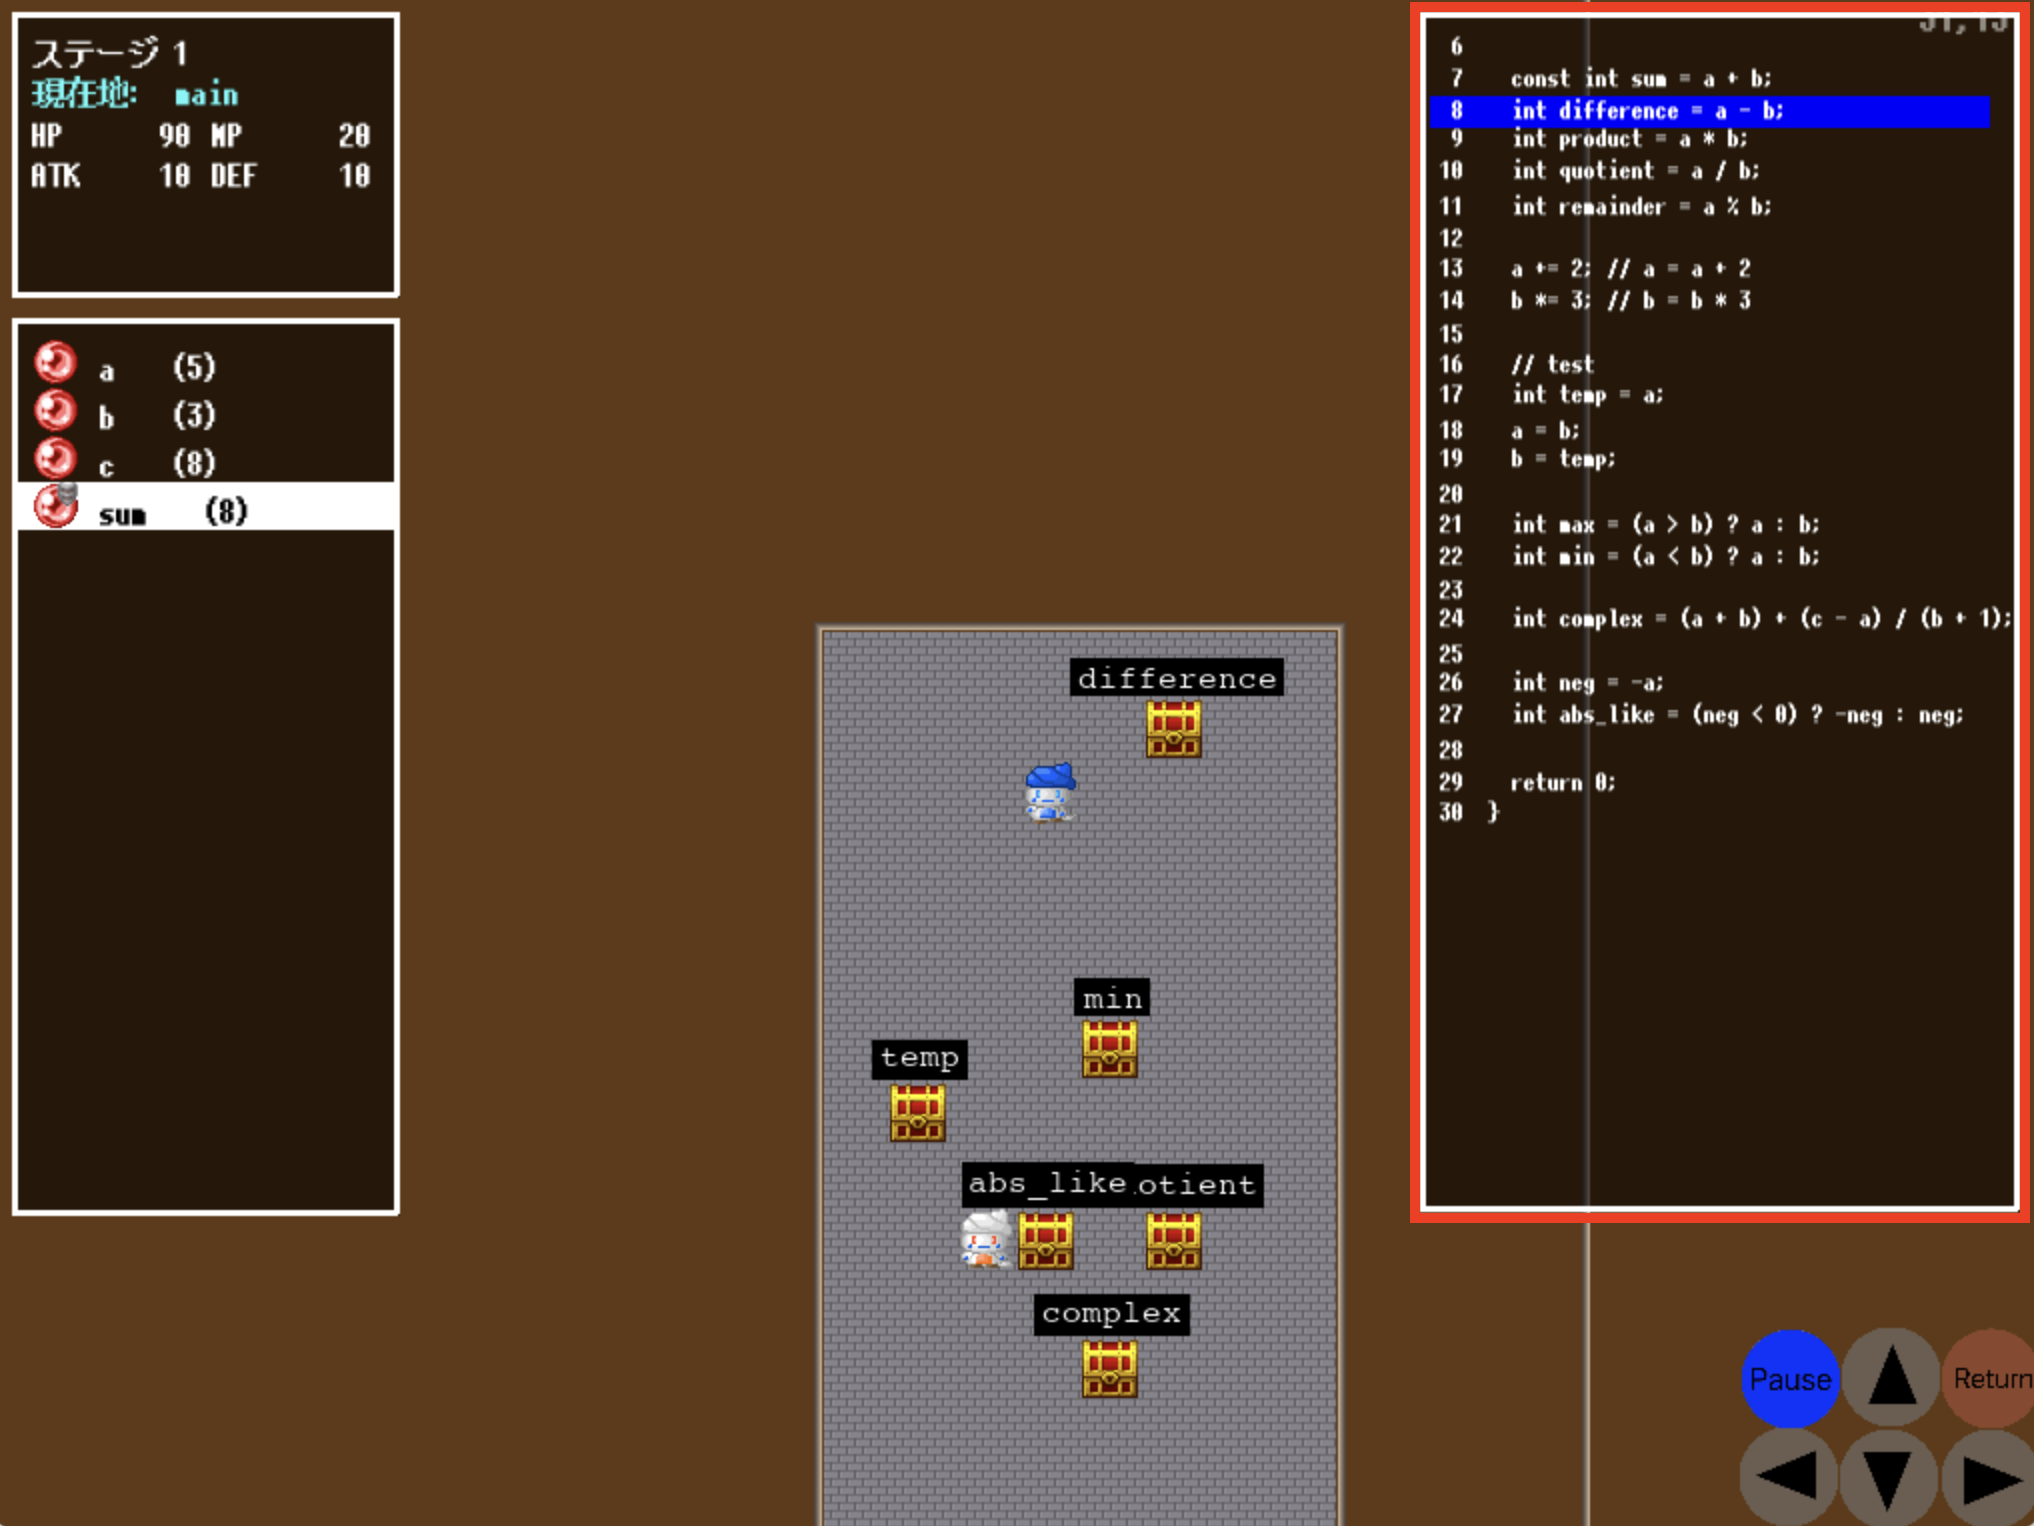 ステージ 1
現在地: main
HP 90 MP 20
ATK 10 DEF 10
a (5)
b (3)
c (8)
sum (8)
difference
min
temp
abs_like
otient
complex
6
7 const int sum = a + b;
8 int difference = a - b;
9 int product = a * b;
10 int quotient = a / b;
11 int remainder = a % b;
12
13 a += 2; // a = a + 2
14 b *= 3; // b = b * 3
15
16 // test
17 int temp = a;
18 a = b;
19 b = temp;
20
21 int max = (a > b) ? a : b;
22 int min = (a < b) ? a : b;
23
24 int complex = (a + b) + (c - a) / (b + 1);
25
26 int neg = -a;
27 int abs_like = (neg < 0) ? -neg : neg;
28
29 return 0;
30 }
Pause
Return